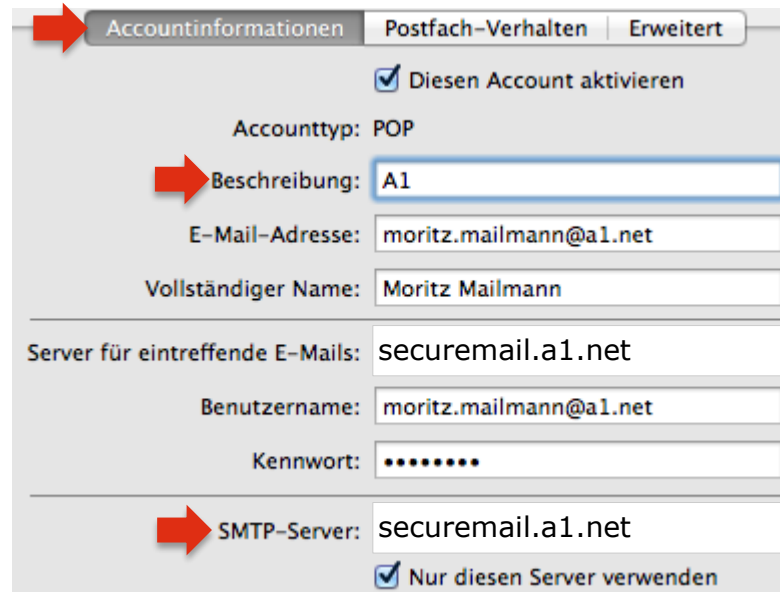 Accountinformationen Postfach-Verhalten Erweitert
Diesen Account aktivieren
Accounttyp: POP
Beschreibung: A1
E-Mail-Adresse: moritz.mailmann@a1.net
Vollständiger Name: Moritz Mailmann
Server für eintreffende E-Mails: securemail.a1.net
Benutzername: moritz.mailmann@a1.net
Kennwort: ••••••••
SMTP-Server: securemail.a1.net
Nur diesen Server verwenden